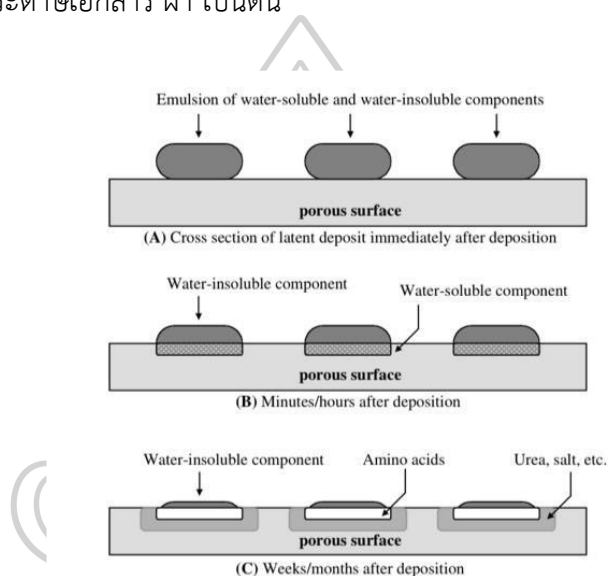 Emulsion of water-soluble and water-insoluble components
porous surface
(A) Cross section of latent deposit immediately after deposition
Water-insoluble component
Water-soluble component
porous surface
(B) Minutes/hours after deposition
Water-insoluble component Amino acids Urea, salt, etc.
porous surface
(C) Weeks/months after deposition